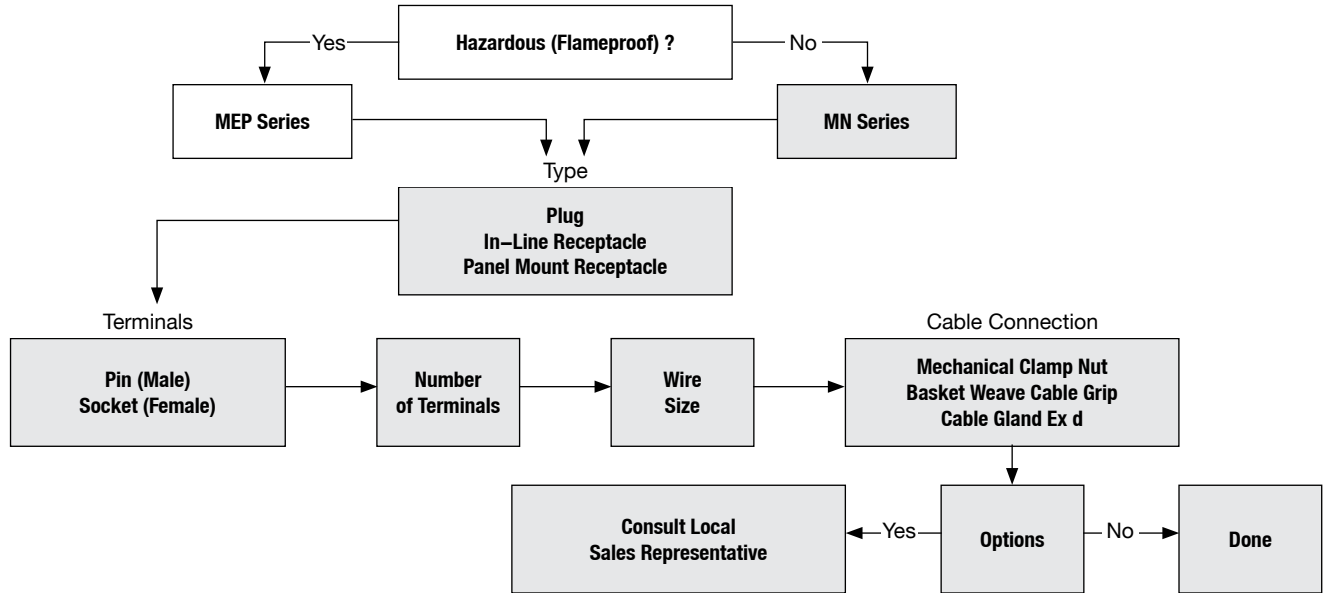 Hazardous (Flameproof) ?
Yes
No
MEP Series
MN Series
Type
Plug
In–Line Receptacle
Panel Mount Receptacle
Terminals
Pin (Male)
Socket (Female)
Number
of Terminals
Wire
Size
Cable Connection
Mechanical Clamp Nut
Basket Weave Cable Grip
Cable Gland Ex d
Consult Local
Sales Representative
Yes
Options
No
Done